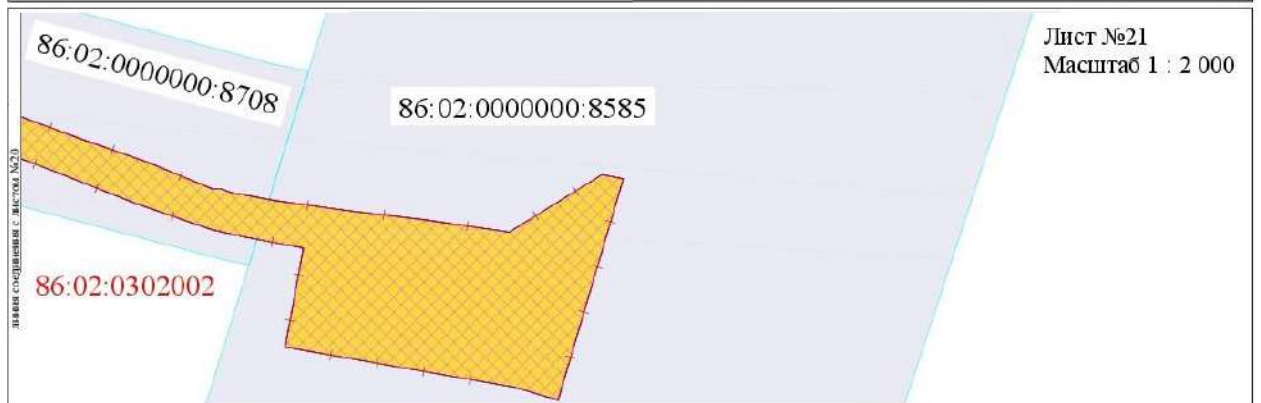 Лист №21
Масштаб 1 : 2 000
86:02:0000000:8708
86:02:0000000:8585
линия соединения с листом №20
86:02:0302002